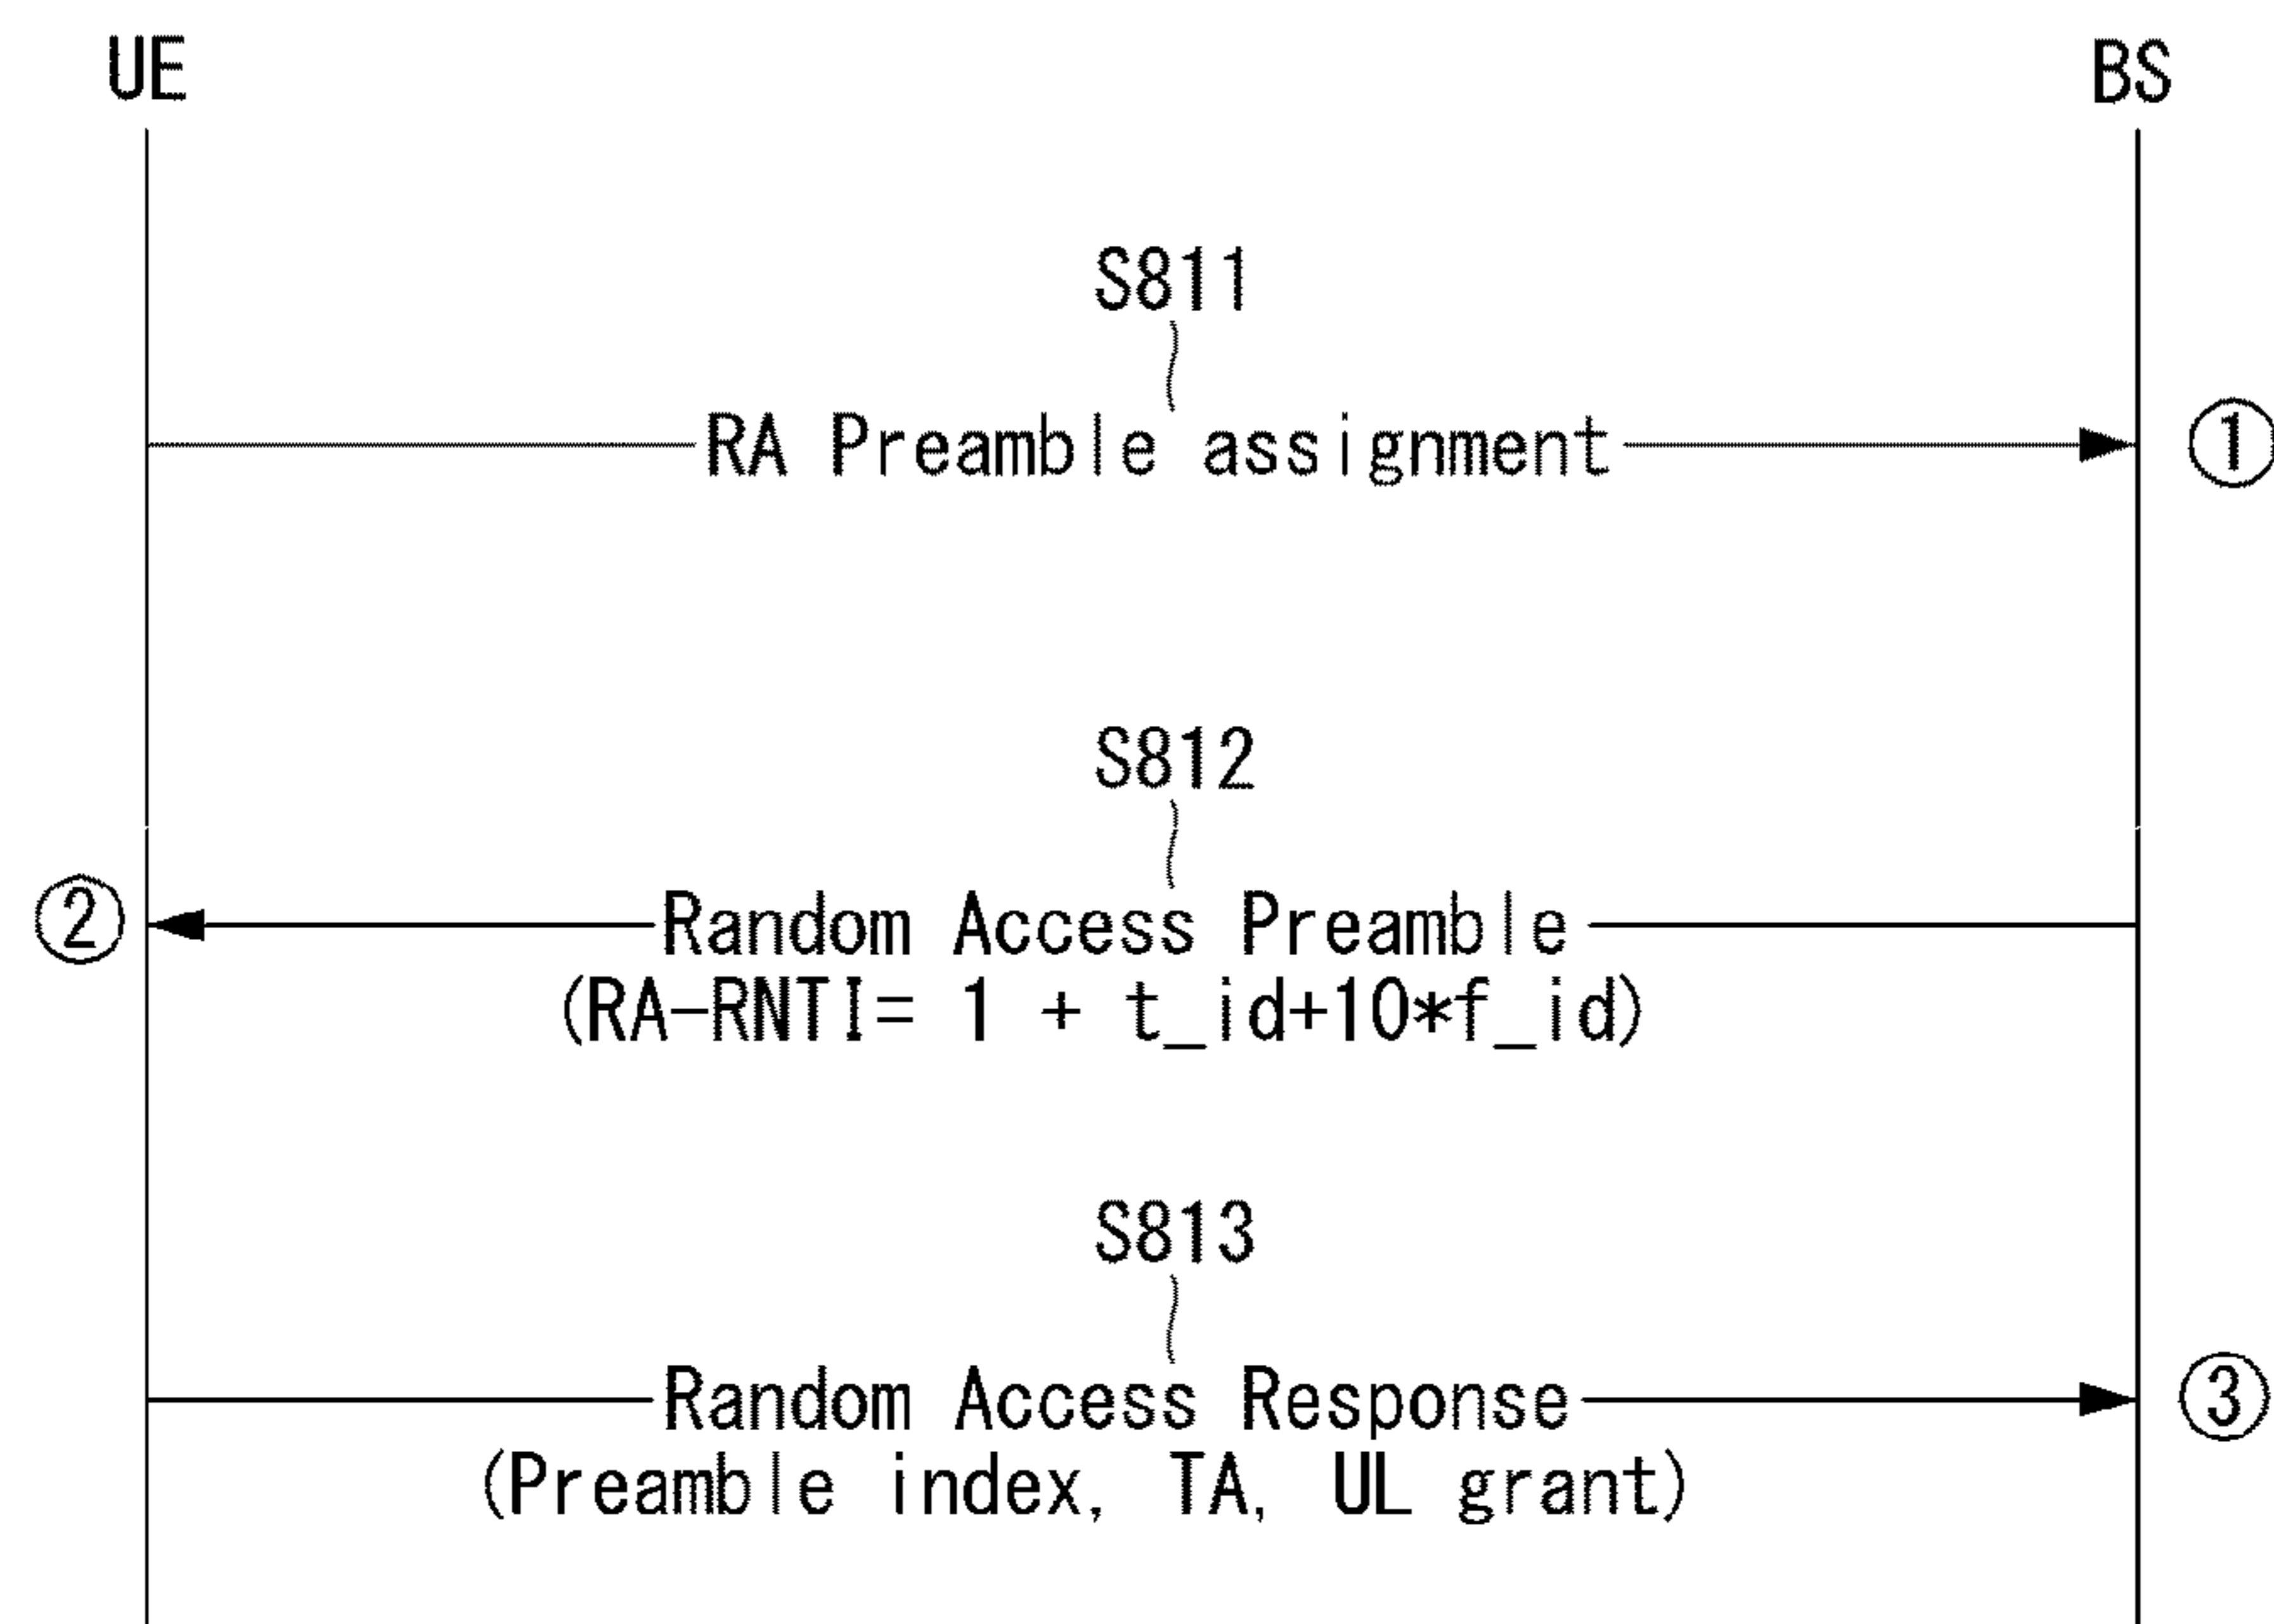 UE BS
S811
RA Preamble assignment ①
S812
② Random Access Preamble
(RA-RNTI= 1 + t_id+10*f_id)
S813
Random Access Response ③
(Preamble index, TA, UL grant)